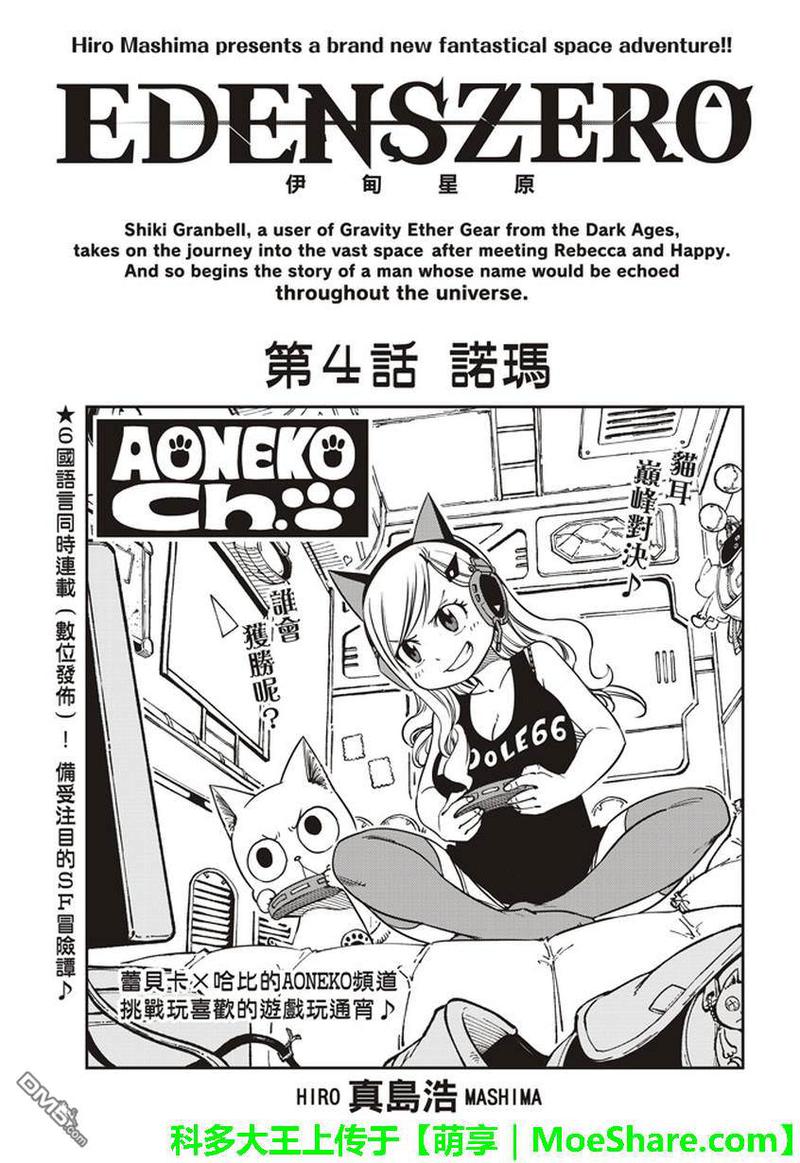 Hiro Mashima presents a brand new fantastical space adventure!!
EDENSZERO
伊甸星原
Shiki Granbell, a user of Gravity Ether Gear from the Dark Ages,
takes on the journey into the vast space after meeting Rebecca and Happy.
And so begins the story of a man whose name would be echoed
throughout the universe.
第4話 諾瑪
★6國語言同時連載（數位發佈）！ 備受注目的SF冒險譚♪
AONEKO
Ch.
貓耳
巔峰對決♪
誰會
獲勝呢？
OLE66
蕾貝卡×哈比的AONEKO頻道
挑戰玩喜歡的遊戲玩通宵♪
HIRO 真島浩 MASHIMA
DM5.com
科多大王上传于【萌享｜MoeShare.com】